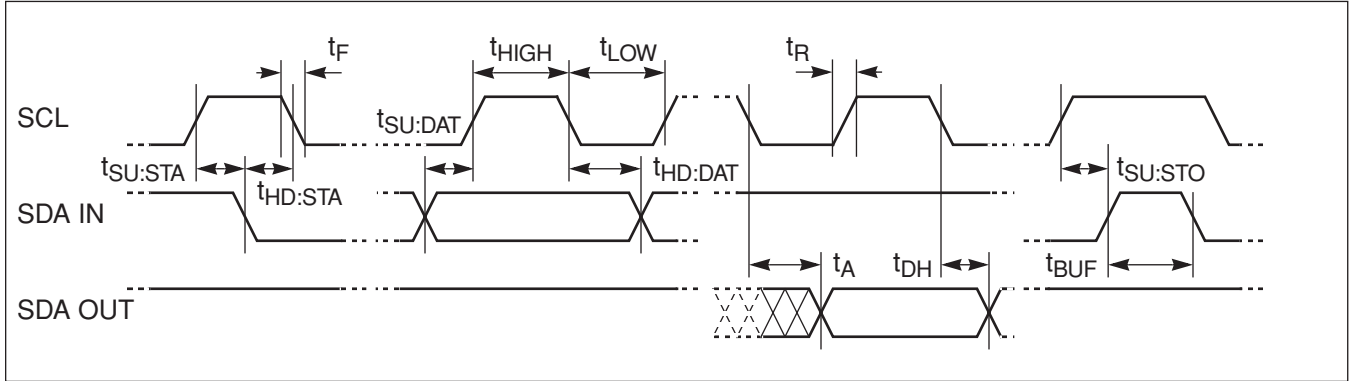 tF
tHIGH
tLOW
tR
SCL
tSU:DAT
tSU:STA
tHD:STA
tHD:DAT
tSU:STO
SDA IN
tA
tDH
tBUF
SDA OUT